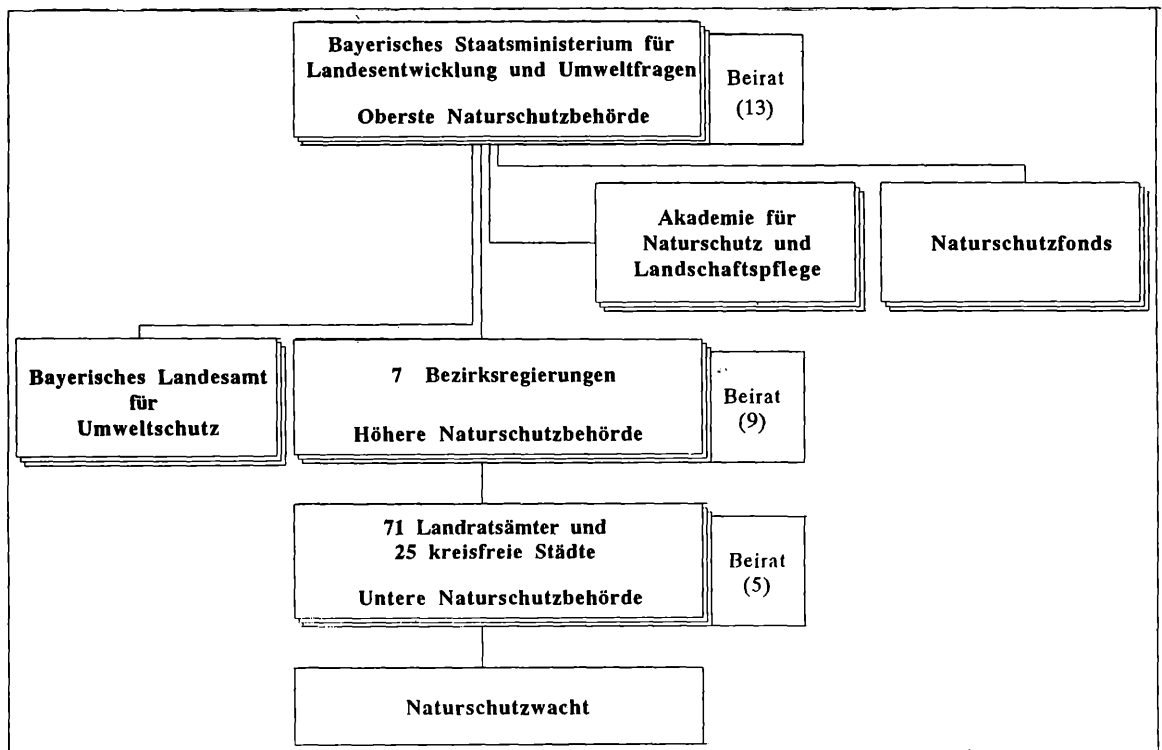 Bayerisches Staatsministerium für
Landesentwicklung und Umweltfragen
Oberste Naturschutzbehörde
Beirat
(13)
Akademie für
Naturschutz und
Landschaftspflege
Naturschutzfonds
Bayerisches Landesamt
für
Umweltschutz
7 Bezirksregierungen
Höhere Naturschutzbehörde
Beirat
(9)
71 Landratsämter und
25 kreisfreie Städte
Untere Naturschutzbehörde
Beirat
(5)
Naturschutzwacht